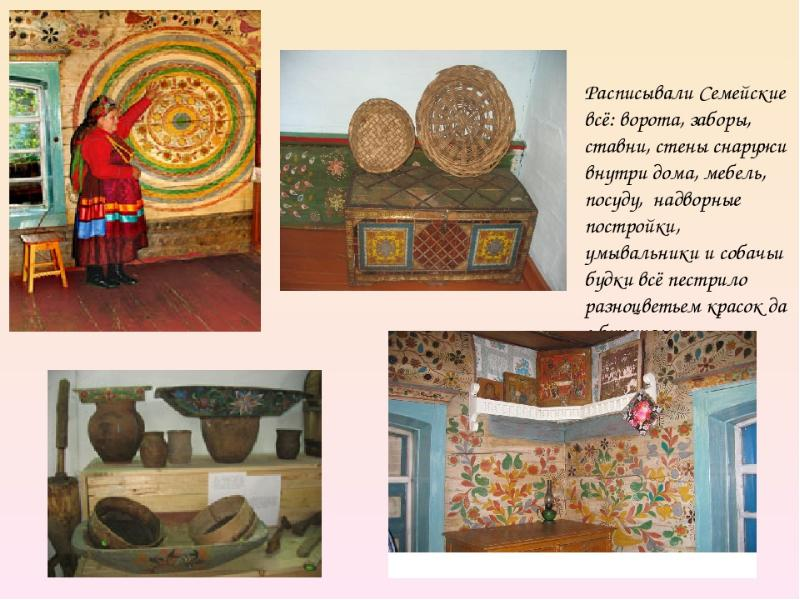 Расписывали Семейские
всё: ворота, заборы,
ставни, стены снаружи
внутри дома, мебель,
посуду, надворные
постройки,
умывальники и собачьи
будки всё пестрило
разноцветьем красок да